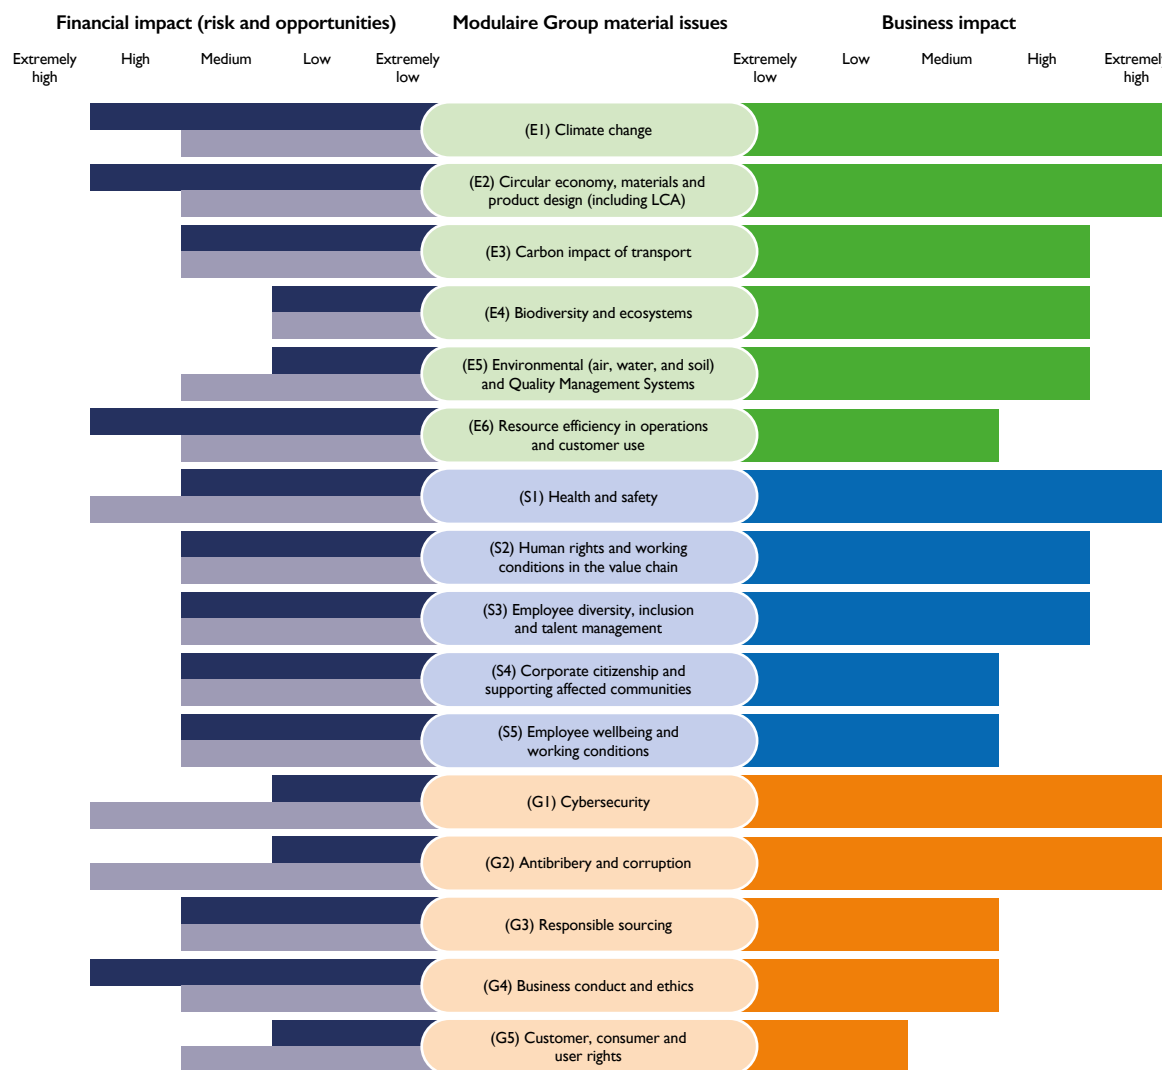 Financial impact (risk and opportunities)
Modulaire Group material issues
Business impact
Extremely
high
High
Medium
Low
Extremely
low
Extremely
low
Low
Medium
High
Extremely
high
(E1) Climate change
(E2) Circular economy, materials and
product design (including LCA)
(E3) Carbon impact of transport
(E4) Biodiversity and ecosystems
(E5) Environmental (air, water, and soil)
and Quality Management Systems
(E6) Resource efficiency in operations
and customer use
(S1) Health and safety
(S2) Human rights and working
conditions in the value chain
(S3) Employee diversity, inclusion
and talent management
(S4) Corporate citizenship and
supporting affected communities
(S5) Employee wellbeing and
working conditions
(G1) Cybersecurity
(G2) Antibribery and corruption
(G3) Responsible sourcing
(G4) Business conduct and ethics
(G5) Customer, consumer and
user rights